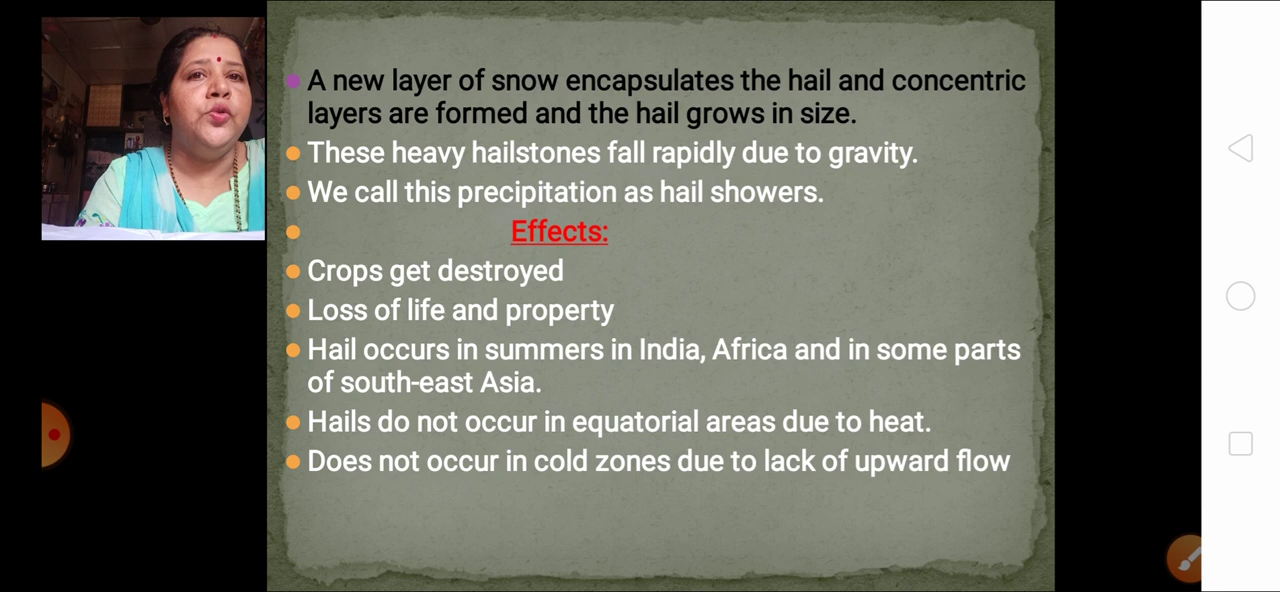 A new layer of snow encapsulates the hail and concentric
layers are formed and the hail grows in size.
These heavy hailstones fall rapidly due to gravity.
We call this precipitation as hail showers.
Effects:
Crops get destroyed
Loss of life and property
Hail occurs in summers in India, Africa and in some parts
of south-east Asia.
Hails do not occur in equatorial areas due to heat.
Does not occur in cold zones due to lack of upward flow